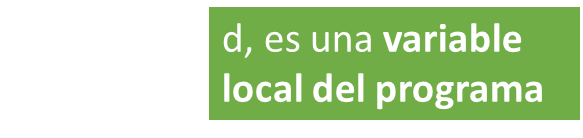 d, es una variable
local del programa